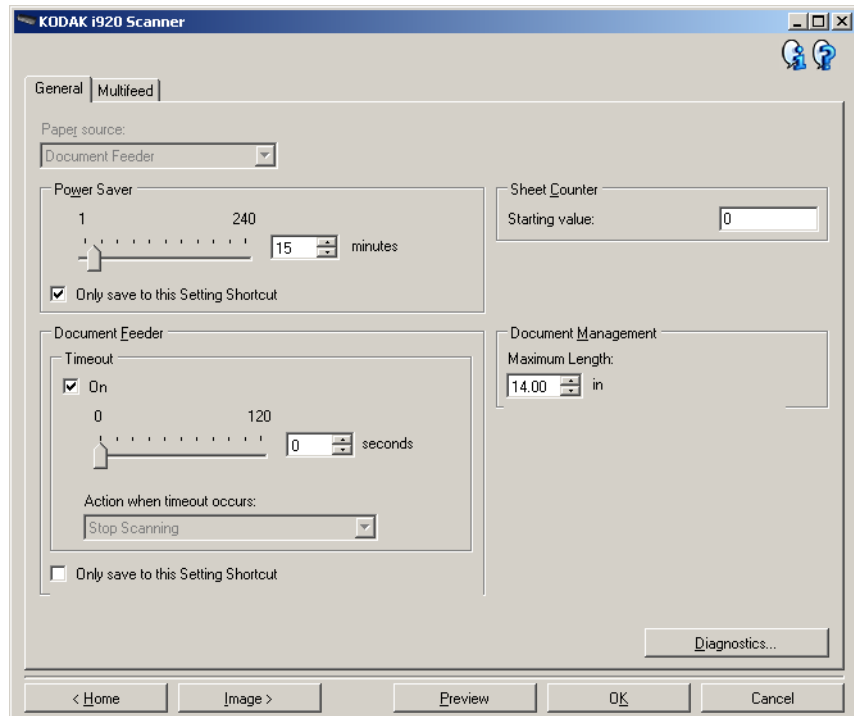 KODAK i920 Scanner
General
Multifeed
Paper source:
Document Feeder
Power Saver
1 240
15 minutes
Only save to this Setting Shortcut
Sheet Counter
Starting value: 0
Document Feeder
Timeout
On
0 120
0 seconds
Action when timeout occurs:
Stop Scanning
Only save to this Setting Shortcut
Document Management
Maximum Length:
14.00 in
Diagnostics...
< Home
Image >
Preview
OK
Cancel